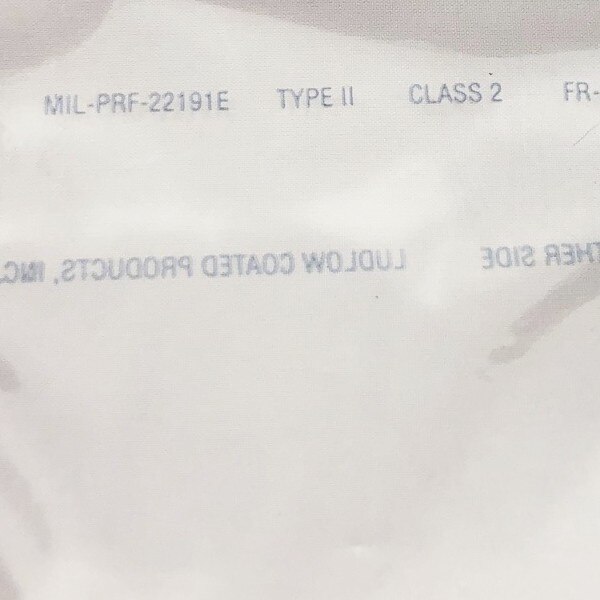 MIL-PRF-22191E TYPE II CLASS 2 FR-
THER SIDE LUDLOW COATED PRODUCTS, INC.